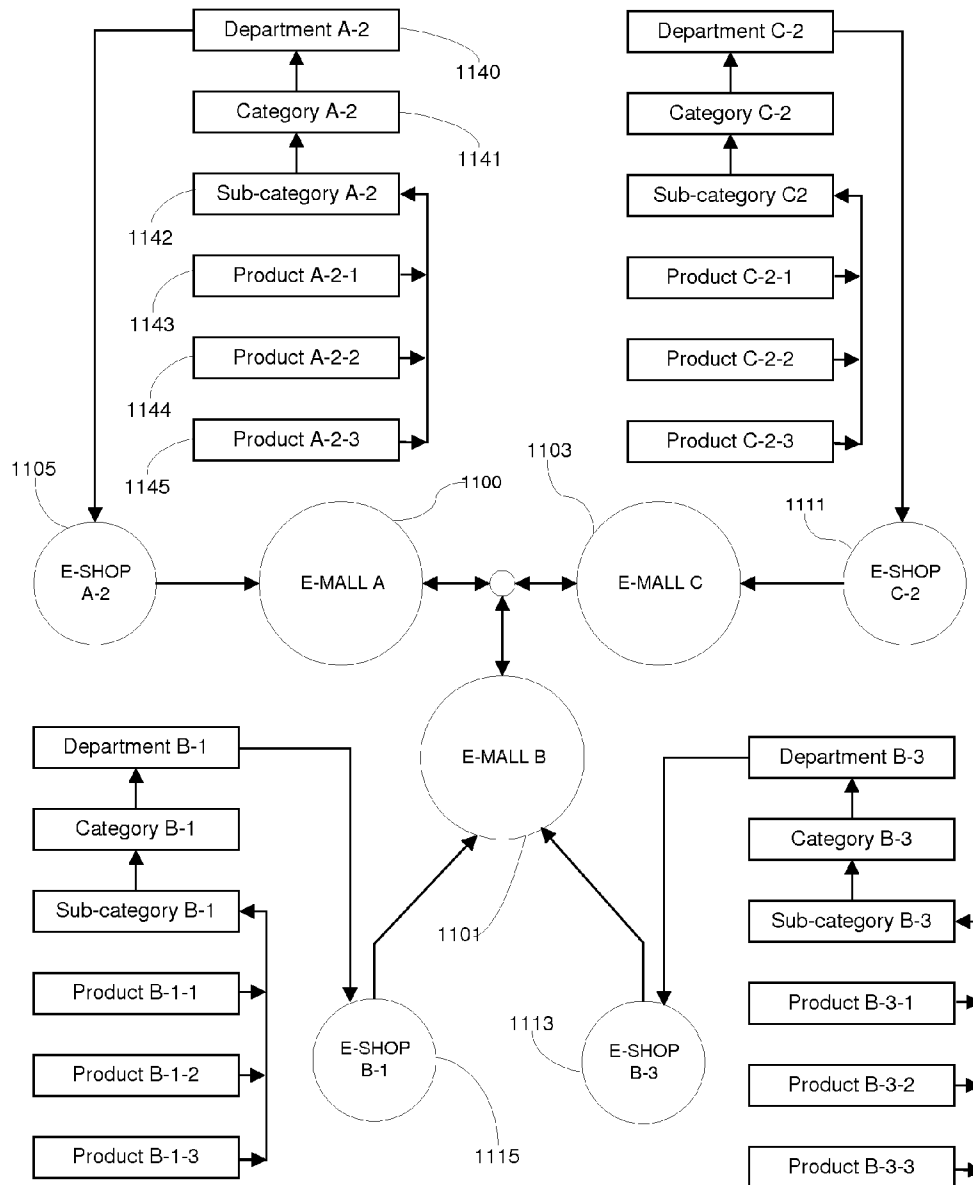 Department A-2
1140
Category A-2
1141
Sub-category A-2
1142
Product A-2-1
1143
Product A-2-2
1144
Product A-2-3
1145
Department C-2
Category C-2
Sub-category C2
Product C-2-1
Product C-2-2
Product C-2-3
1105
1100
1103
1111
E-SHOP
A-2
E-MALL A
E-MALL C
E-SHOP
C-2
E-MALL B
1101
Department B-1
Category B-1
Sub-category B-1
Product B-1-1
Product B-1-2
Product B-1-3
E-SHOP
B-1
1115
1113
E-SHOP
B-3
Department B-3
Category B-3
Sub-category B-3
Product B-3-1
Product B-3-2
Product B-3-3